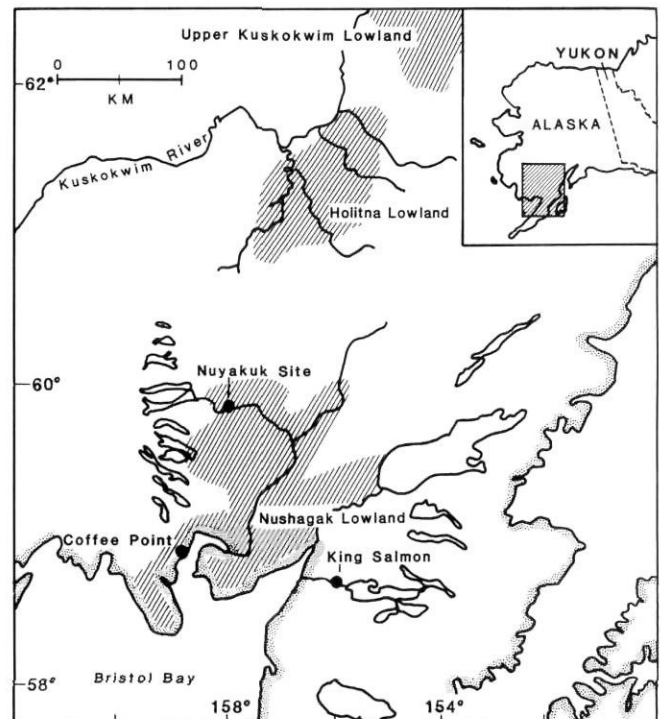 Upper Kuskokwim Lowland
62°
0 100
KM
YUKON
ALASKA
Kuskokwim River
Holitna Lowland
60°
Nuyakuk Site
Nushagak Lowland
Coffee Point
King Salmon
58°
Bristol Bay
158°
154°